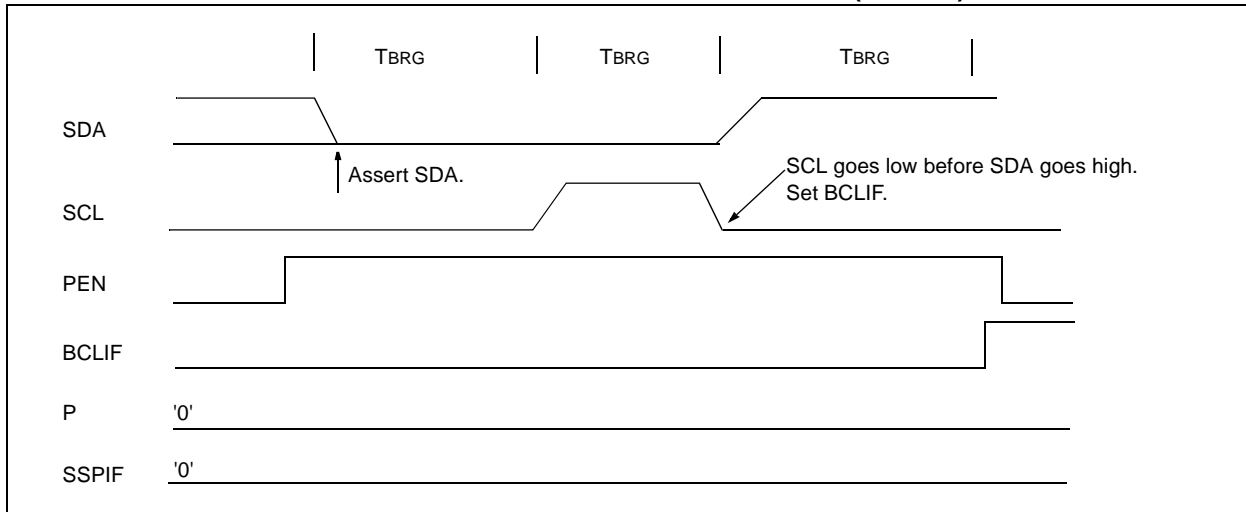 TBRG TBRG TBRG
SDA
Assert SDA.
SCL goes low before SDA goes high.
Set BCLIF.
SCL
PEN
BCLIF
P '0'
SSPIF '0'